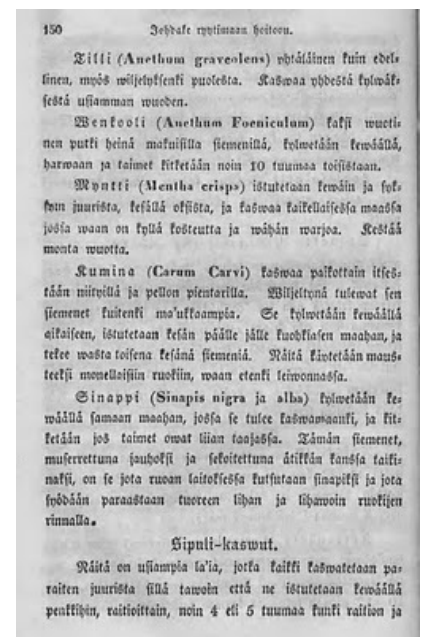 150 Johdate ryytimaan hoitoon.
Tilli (Anethum graveolens) yhtäläinen kuin edel-
linen, myös wiljelyksenki puolesta. Kaswaa yhdestä kylwäk-
sestä usiamman wuoden.
Wenkooli (Anethum Foeniculum) kaksi wuoti-
nen putki heinä makuisilla siemenillä, kylwetään kewäällä,
harwaan ja taimet kitketään noin 10 tuumaa toisistaan.
Myntti (Mentha crispa) istutetaan kewäin ja syk-
syin juurista, kesällä oksista, ja kaswaa kaikellaisessa maassa
jossa waan on kyllä kosteutta ja wähän warjoa. Kestää
monta wuotta.
Kumina (Carum Carvi) kaswaa paikottain itses-
tään niityillä ja pellon pientarilla. Wiljeltynä tulewat sen
siemenet kuitenki ma'ukkaampia. Se kylwetään kewäällä
aikaiseen, istutetaan kesän päälle jälle kuohkiasen maahan, ja
tekee wasta toisena kesänä siemeniä. Näitä käytetään maus-
teeksi monellaisiin ruokiin, waan etenki leiwonnassa.
Sinappi (Sinapis nigra ja alba) kylwetään ke-
wäällä samaan maahan, jossa se tulee kaswamaanki, ja kit-
ketään jos taimet owat liian taajassa. Tämän siemenet,
muserrettuna jauhoksi ja sekoitettuna ätikän kanssa taiki-
naksi, on se jota ruoan laitoksessa kutsutaan sinapiksi ja jota
syödään paraastaan tuoreen lihan ja lihawoin ruokijen
rinnalla.
Sipuli-kaswut.
Näitä on usiampia la'ia, jotka kaikki kaswatetaan pa-
raiten juurista sillä tawoin että ne istutetaan kewäällä
penkkihin, raitioittain, noin 4 eli 5 tuumaa kunki raition ja